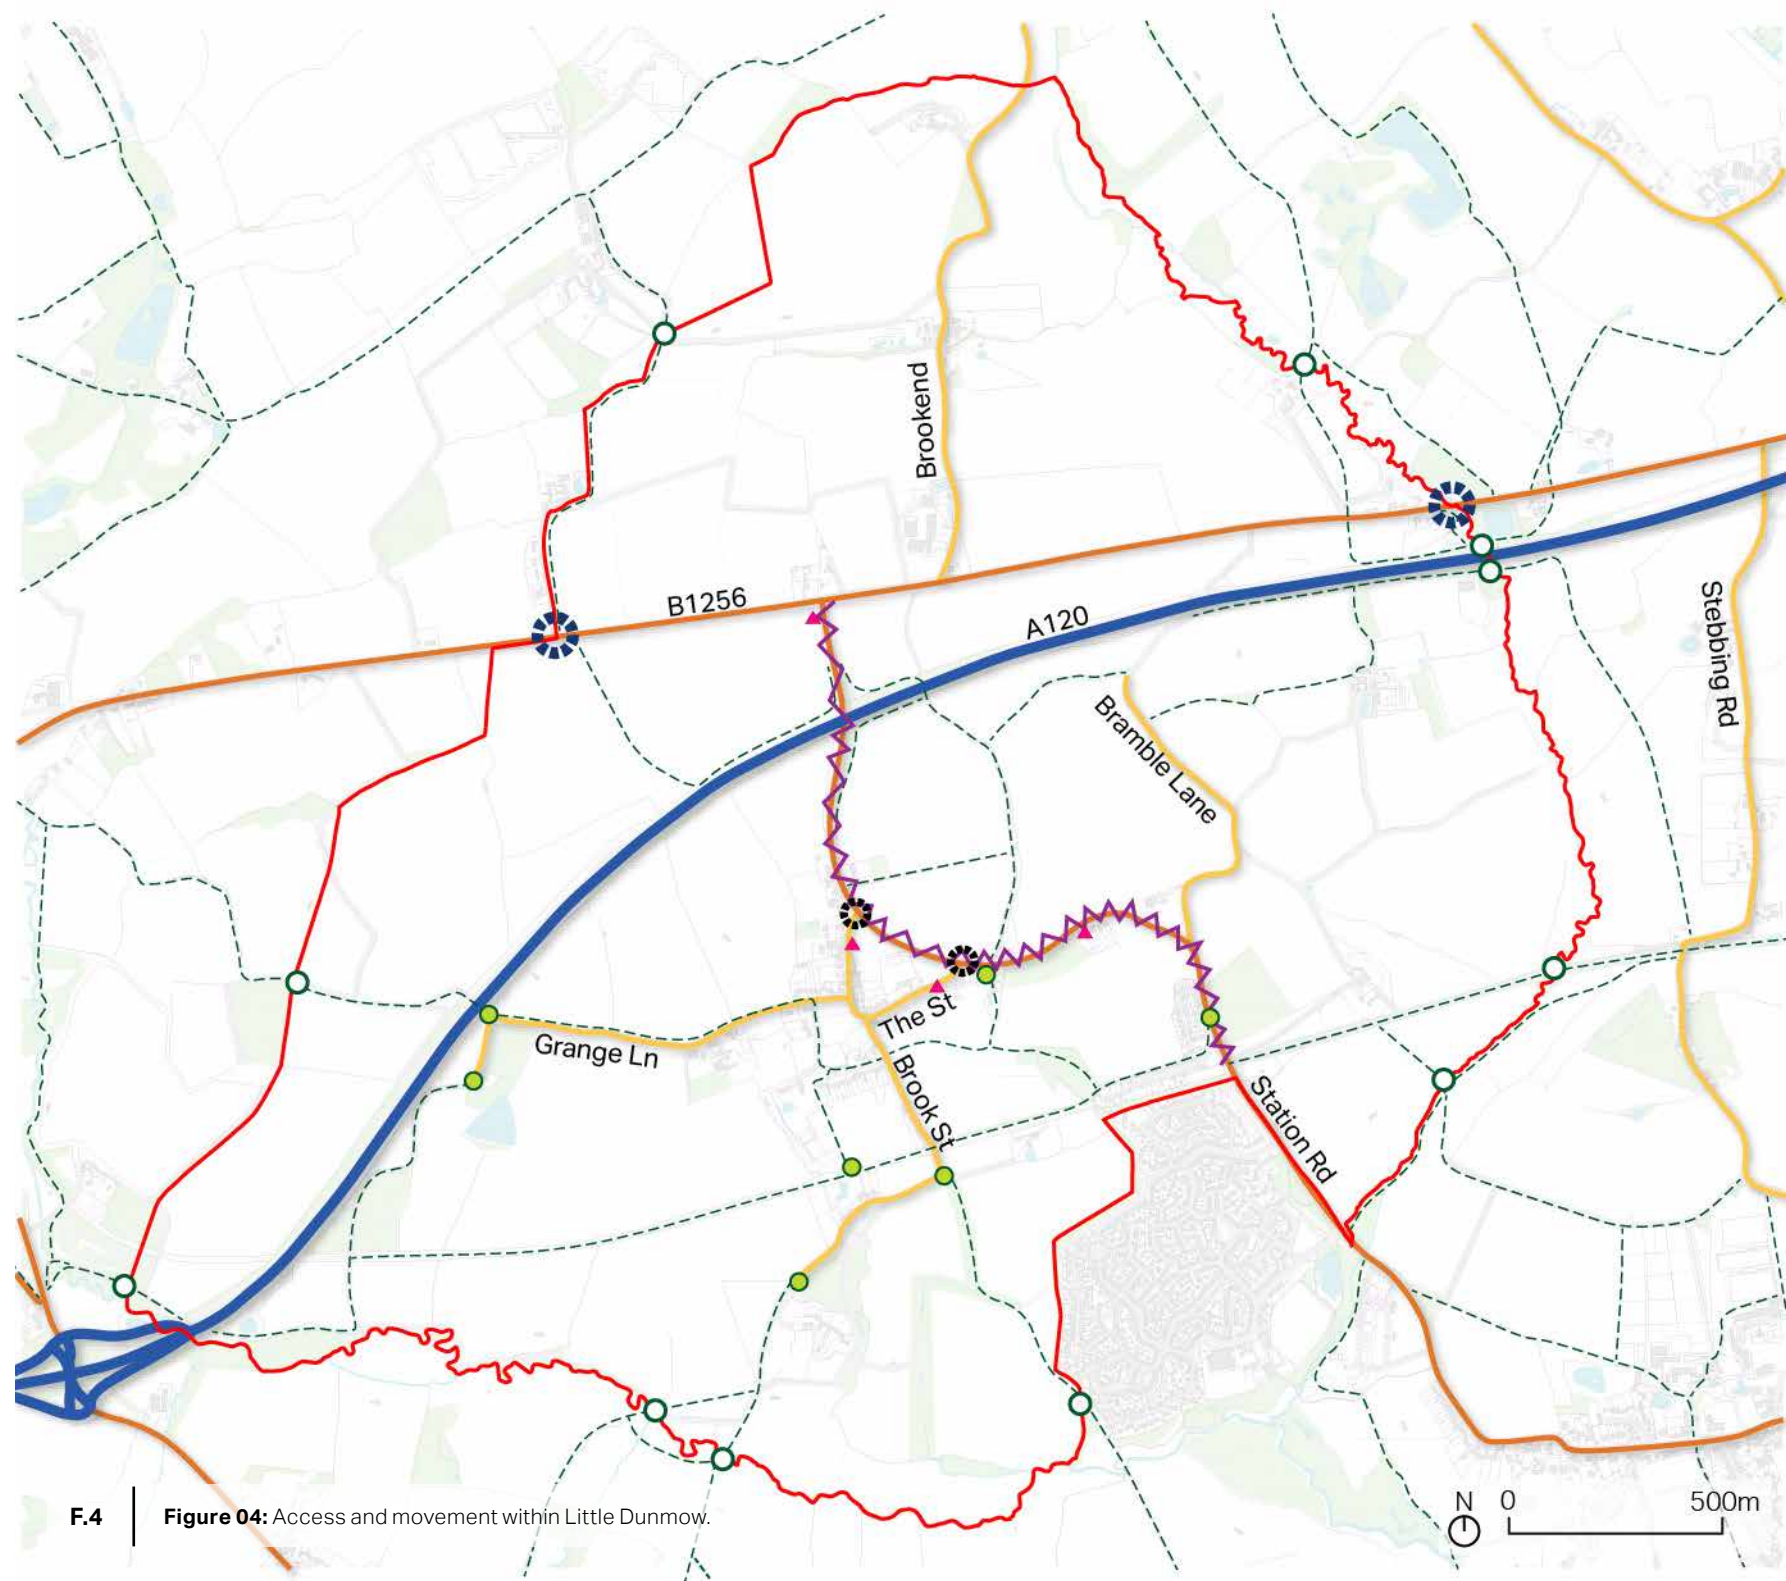 Brookend
B1256
A120
Stebbing Rd
Bramble Lane
The St
Grange Ln
Brook St
Station Rd
N 0 500m
F.4 Figure 04: Access and movement within Little Dunmow.